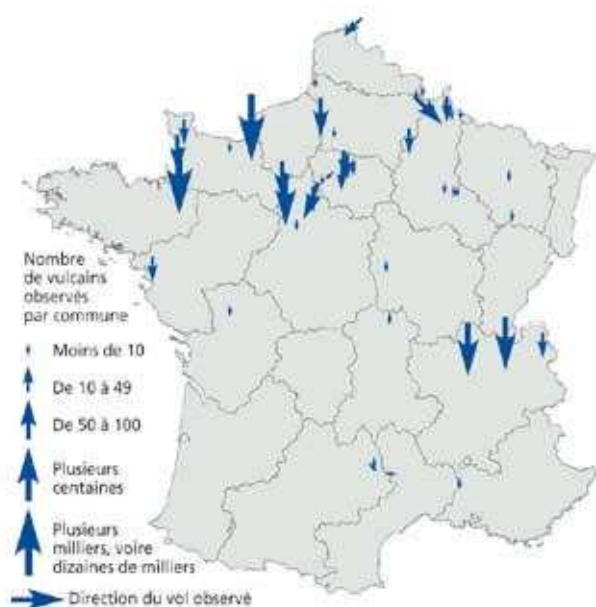 Nombre
de vulcains
observés
par commune
Moins de 10
De 10 à 49
De 50 à 100
Plusieurs
centaines
Plusieurs
milliers, voire
dizaines de milliers
Direction du vol observé